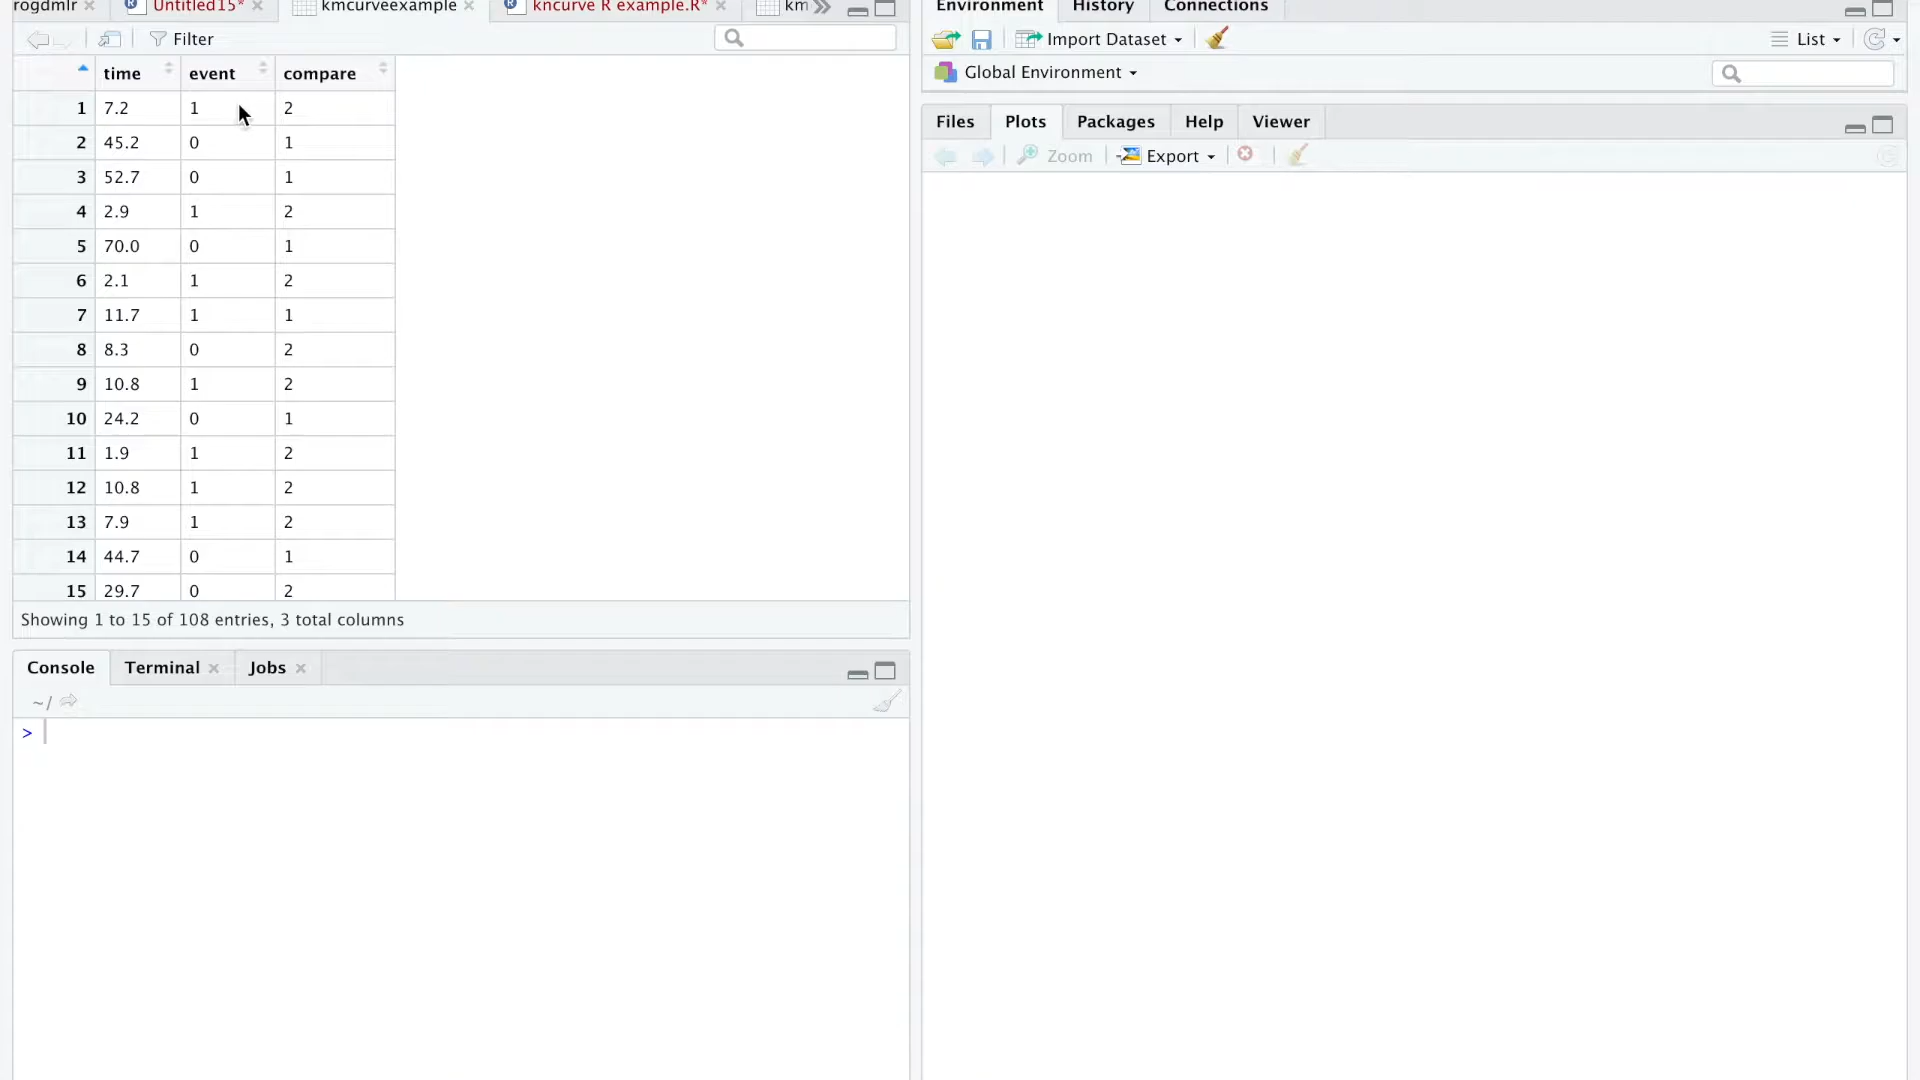 rogdmlr Untitled15* kmcurveexample kncurve R example.R* km
Filter
time event compare
1 7.2 1 2
2 45.2 0 1
3 52.7 0 1
4 2.9 1 2
5 70.0 0 1
6 2.1 1 2
7 11.7 1 1
8 8.3 0 2
9 10.8 1 2
10 24.2 0 1
11 1.9 1 2
12 10.8 1 2
13 7.9 1 2
14 44.7 0 1
15 29.7 0 2
Showing 1 to 15 of 108 entries, 3 total columns
Console Terminal Jobs
~/
>
Environment History Connections
Import Dataset List
Global Environment
Files Plots Packages Help Viewer
Zoom Export